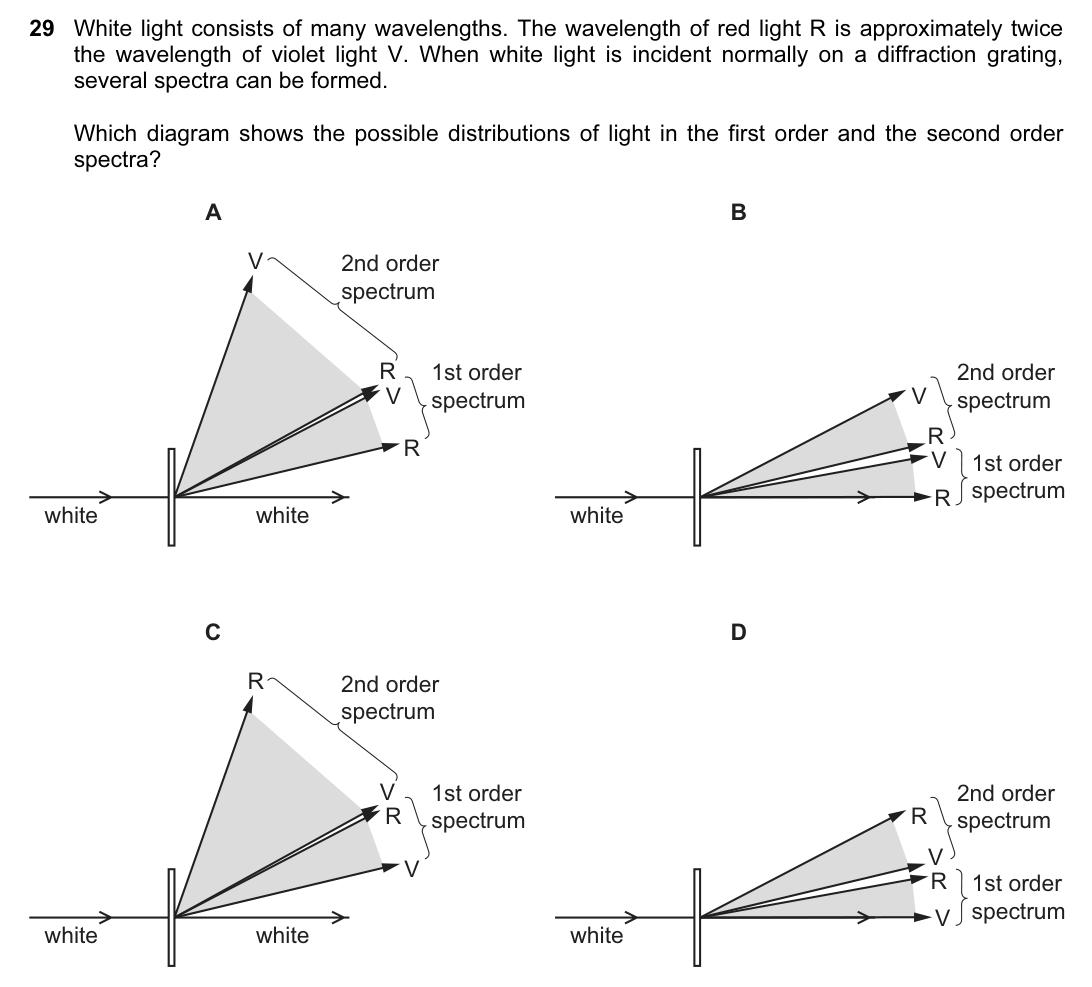 29 White light consists of many wavelengths. The wavelength of red light R is approximately twice
the wavelength of violet light V. When white light is incident normally on a diffraction grating,
several spectra can be formed.
Which diagram shows the possible distributions of light in the first order and the second order
spectra?
A
V
2nd order
spectrum
R
V
1st order
spectrum
R
white
white
B
2nd order
spectrum
V
R
V
1st order
spectrum
R
white
C
R
2nd order
spectrum
V
R
1st order
spectrum
V
white
white
D
2nd order
spectrum
R
V
R
1st order
spectrum
V
white